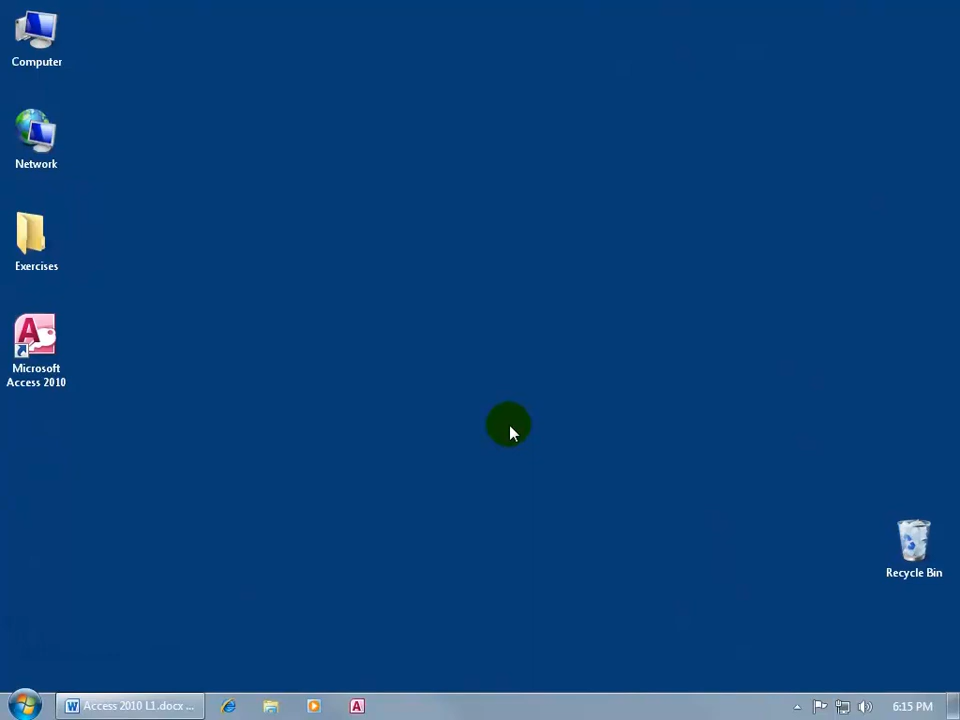 Computer
Network
Exercises
Microsoft
Access 2010
Recycle Bin
Access 2010 L1.docx ...
6:15 PM